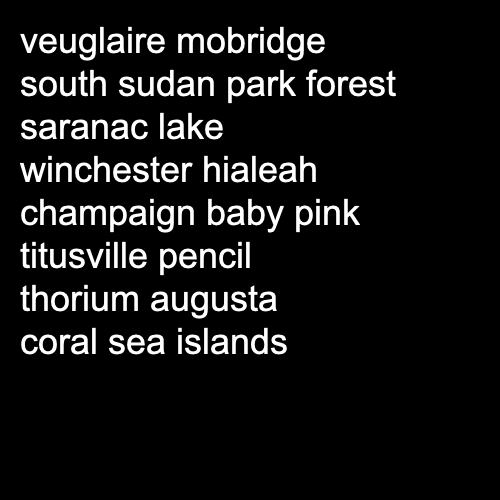 veuglaire mobridge
south sudan park forest
saranac lake
winchester hialeah
champaign baby pink
titusville pencil
thorium augusta
coral sea islands